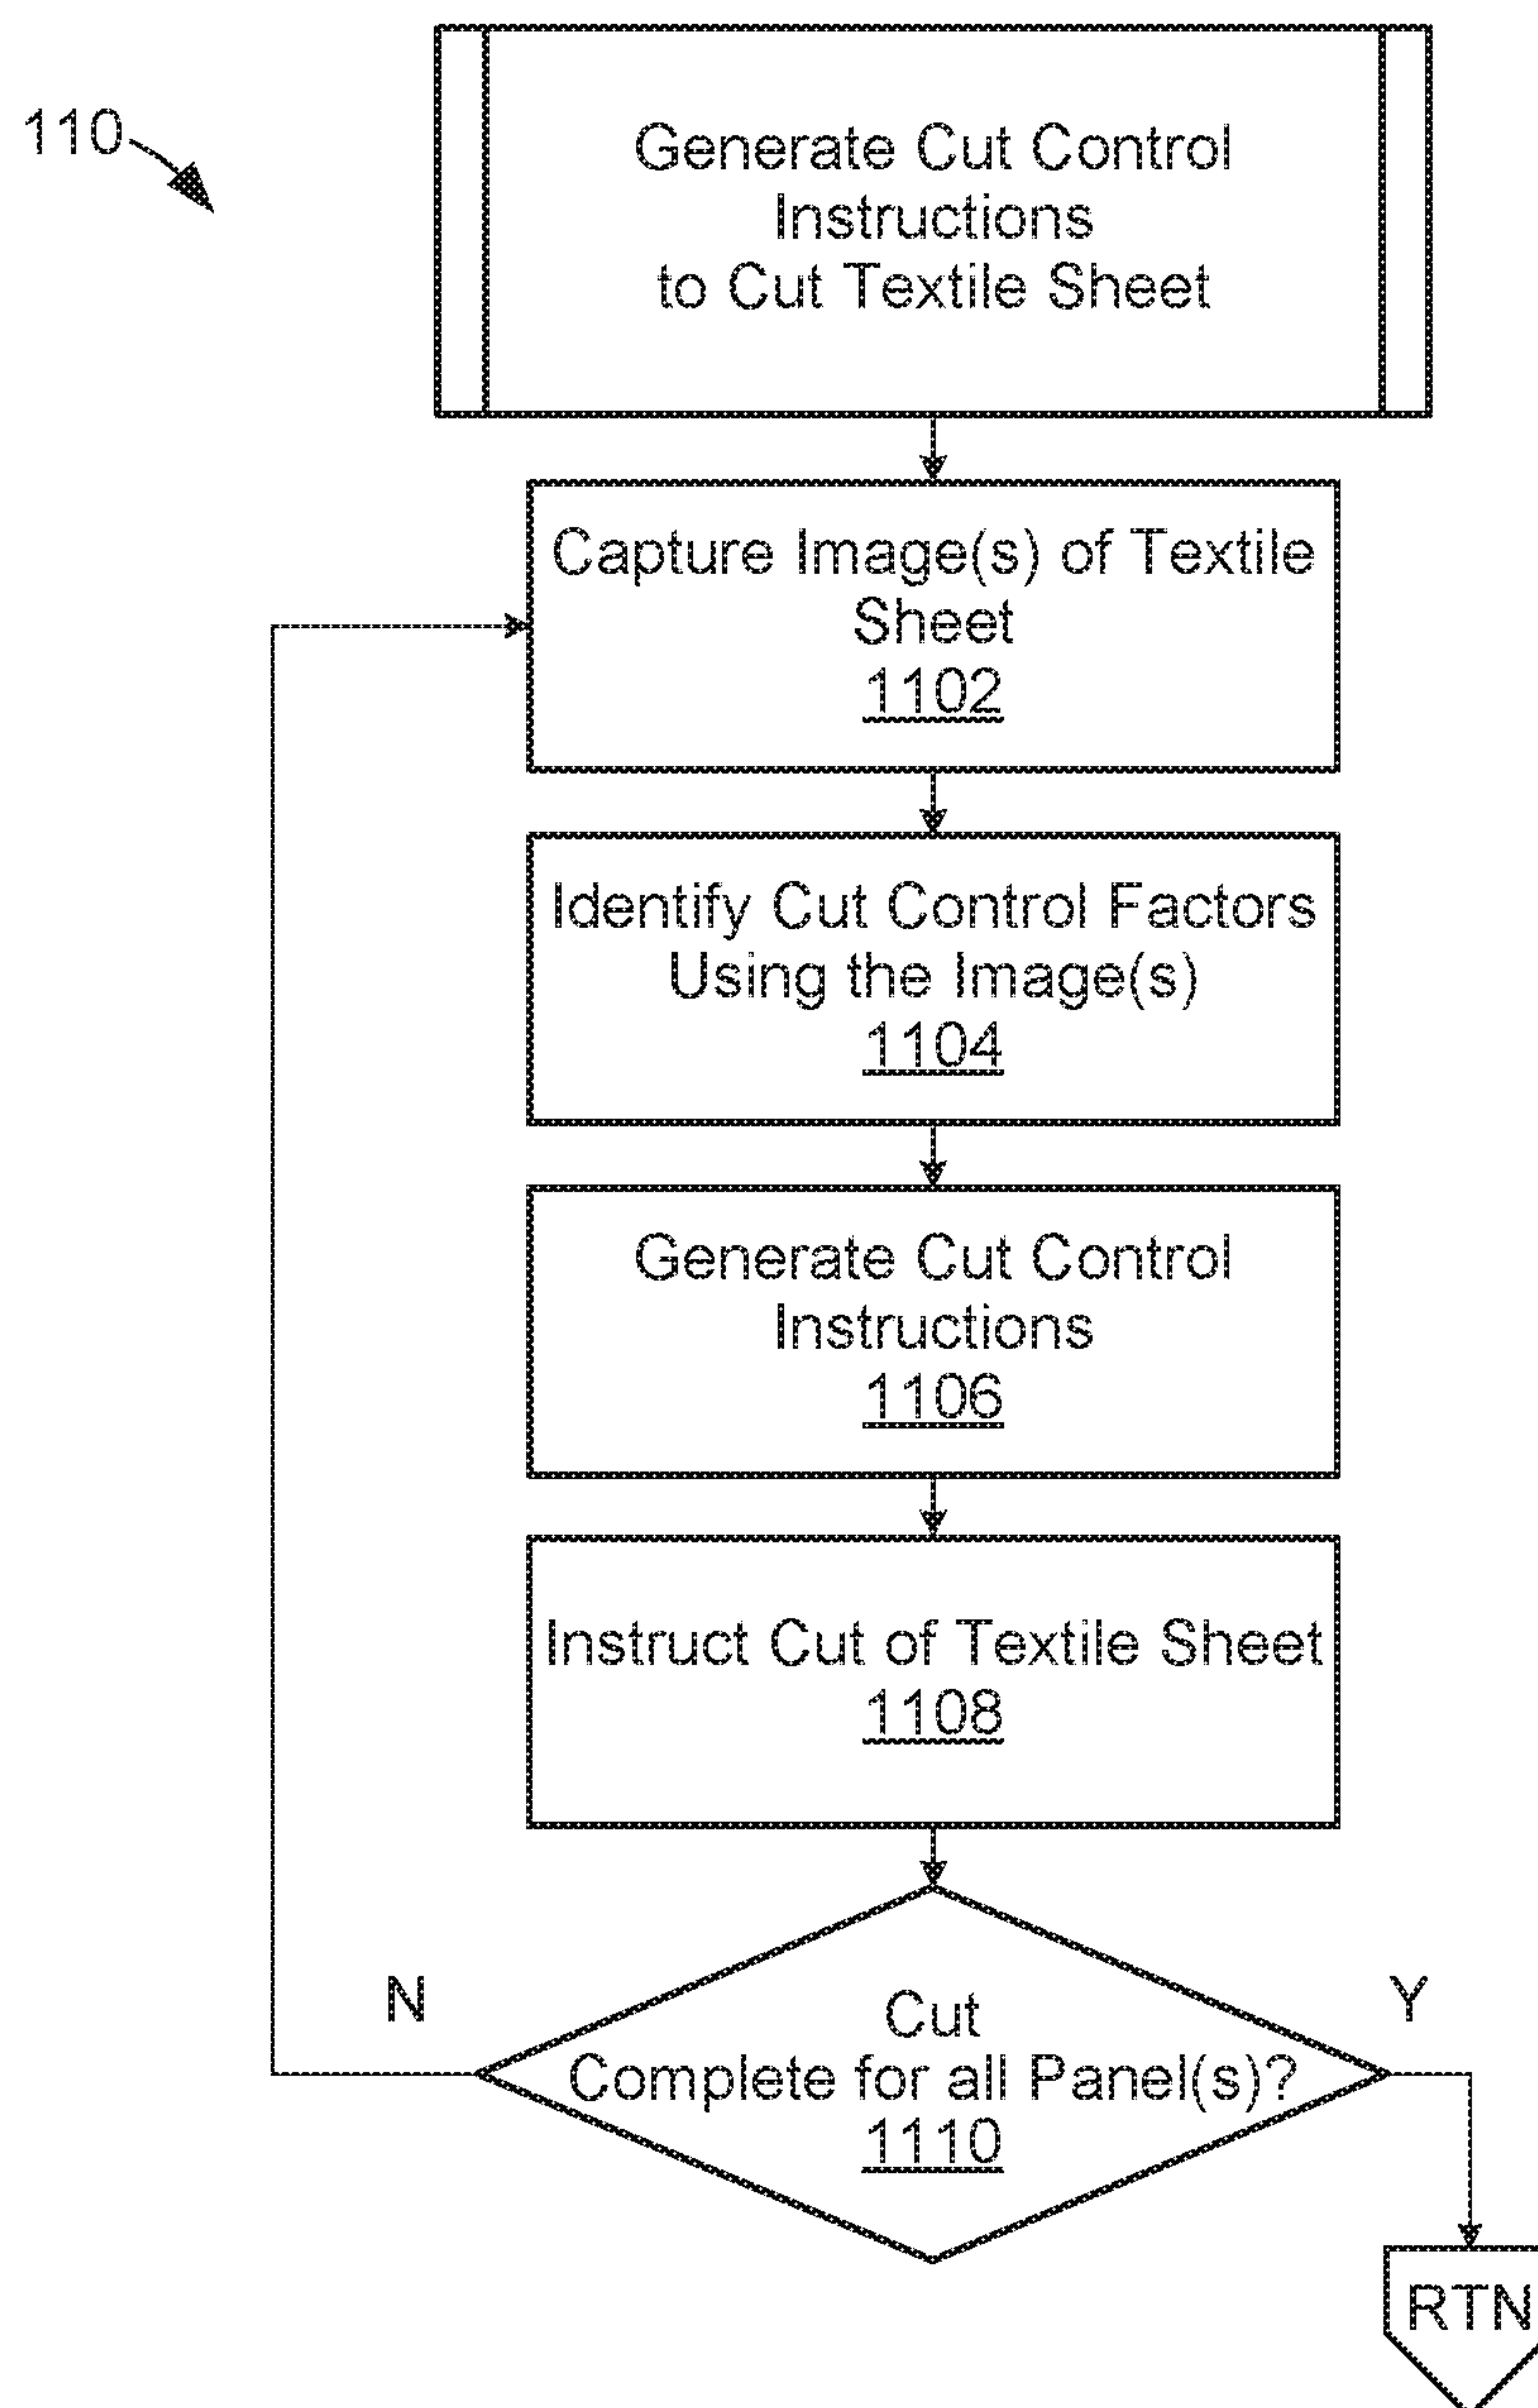 110
Generate Cut Control
Instructions
to Cut Textile Sheet
Capture Image(s) of Textile
Sheet
1102
Identify Cut Control Factors
Using the Image(s)
1104
Generate Cut Control
Instructions
1106
Instruct Cut of Textile Sheet
1108
N
Y
Cut
Complete for all Panel(s)?
1110
RTN